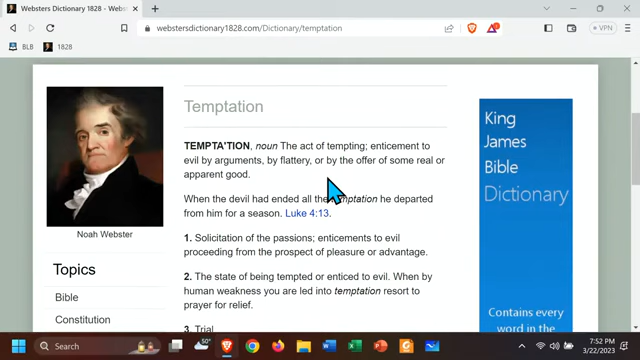 Websters Dictionary 1828 - Webst
webstersdictionary1828.com/Dictionary/temptation
VPN
BLB
1828
Temptation
TEMPTA'TION, noun The act of tempting; enticement to
evil by arguments, by flattery, or by the offer of some real or
apparent good.
When the devil had ended all the temptation he departed
from him for a season. Luke 4:13.
1. Solicitation of the passions; enticements to evil
proceeding from the prospect of pleasure or advantage.
2. The state of being tempted or enticed to evil. When by
human weakness you are led into temptation resort to
prayer for relief.
3. Trial
Noah Webster
Topics
Bible
Constitution
King
James
Bible
Dictionary
Contains every
word in the
Search
50°
7:52 PM
3/22/2023